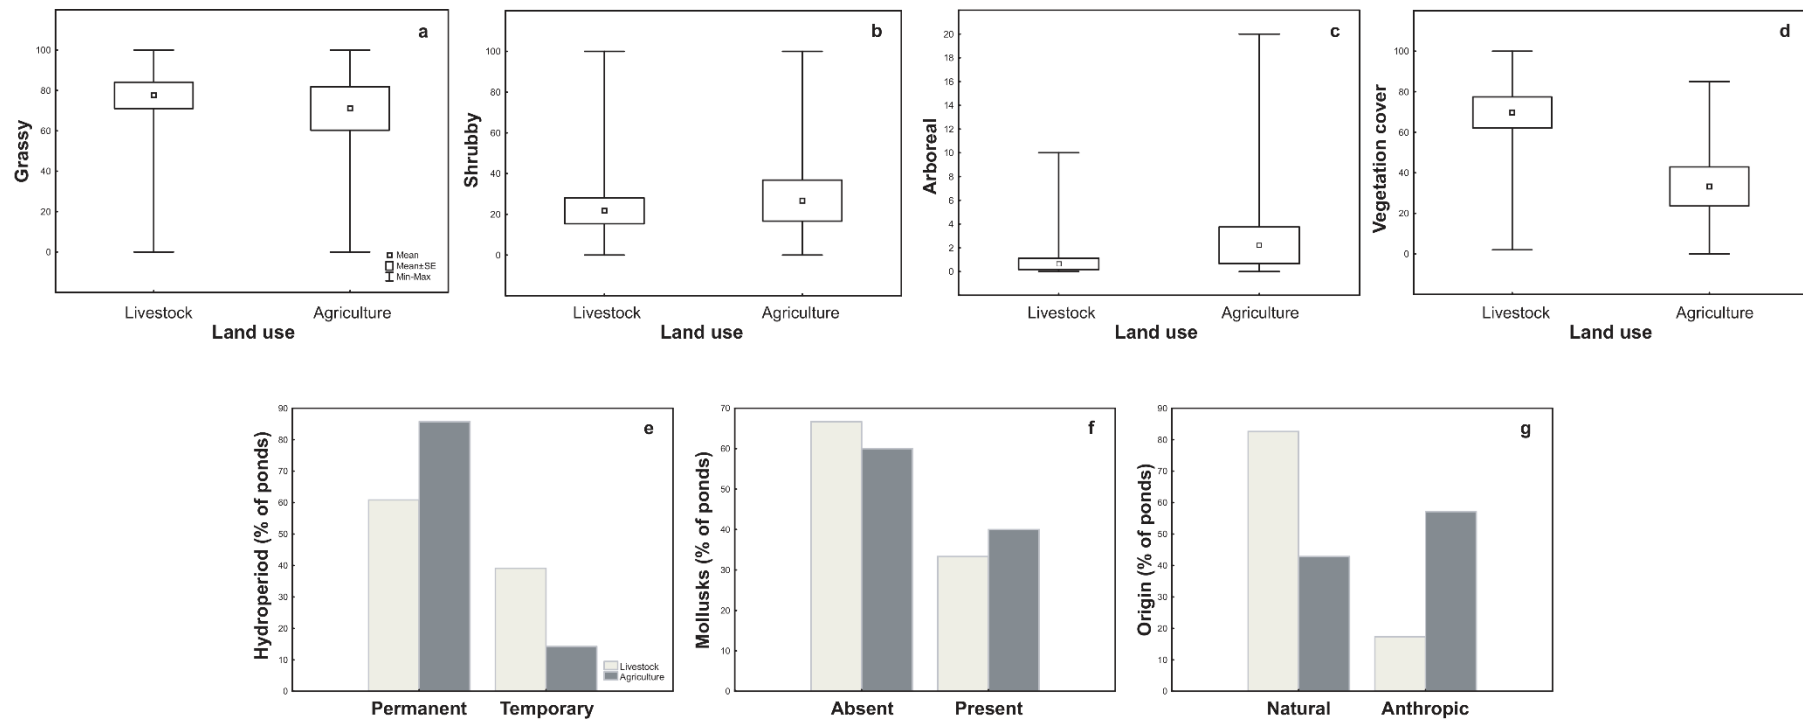 a
Grassy
100
80
60
40
20
0
Mean
Mean±SE
Min-Max
Livestock
Agriculture
Land use
b
Shrubby
100
80
60
40
20
0
Livestock
Agriculture
Land use
c
Arboreal
20
18
16
14
12
10
8
6
4
2
0
Livestock
Agriculture
Land use
d
Vegetation cover
100
80
60
40
20
0
Livestock
Agriculture
Land use
e
Hydroperiod (% of ponds)
90
80
70
60
50
40
30
20
10
0
Livestock
Agriculture
Permanent
Temporary
f
Mollusks (% of ponds)
70
60
50
40
30
20
10
0
Absent
Present
g
Origin (% of ponds)
90
80
70
60
50
40
30
20
10
0
Natural
Anthropic